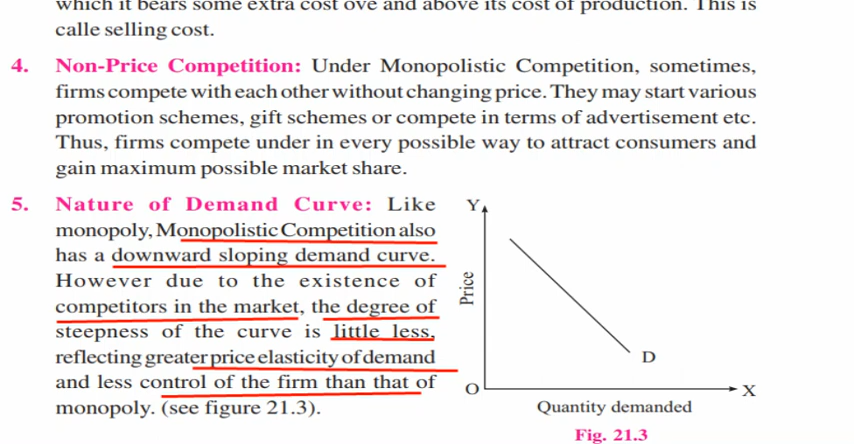 which it bears some extra cost ove and above its cost of production. This is
calle selling cost.
4. Non-Price Competition: Under Monopolistic Competition, sometimes,
firms compete with each other without changing price. They may start various
promotion schemes, gift schemes or compete in terms of advertisement etc.
Thus, firms compete under in every possible way to attract consumers and
gain maximum possible market share.
5. Nature of Demand Curve: Like
monopoly, Monopolistic Competition also
has a downward sloping demand curve.
However due to the existence of
competitors in the market, the degree of
steepness of the curve is little less,
reflecting greater price elasticity of demand
and less control of the firm than that of
monopoly. (see figure 21.3).
Y
Price
D
O
X
Quantity demanded
Fig. 21.3